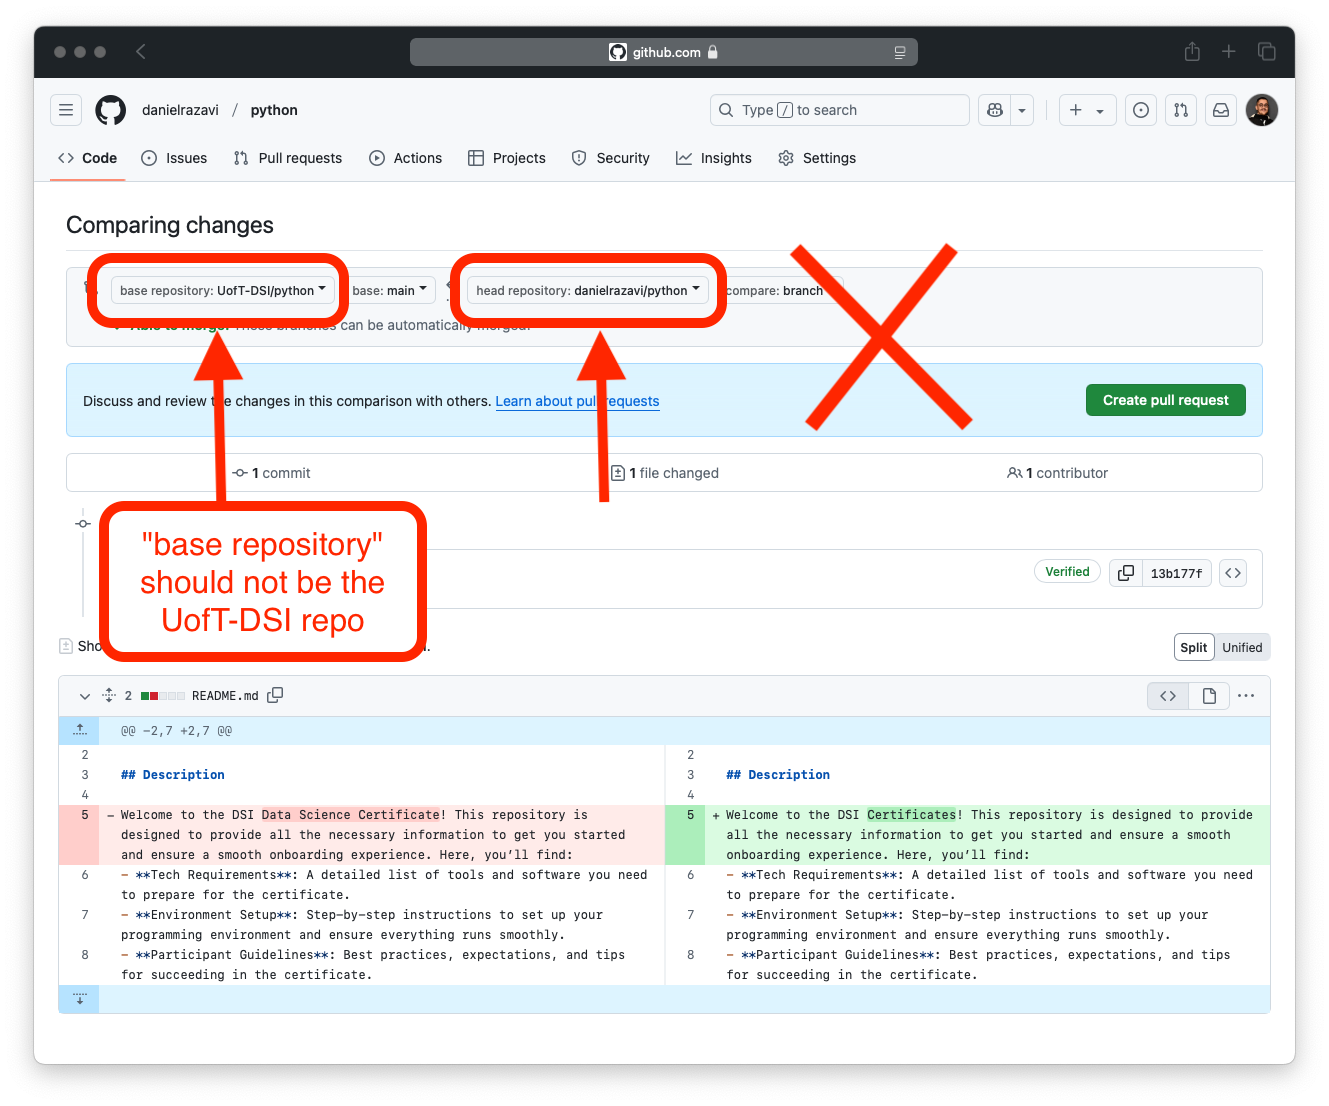 github.com
danielrazavi / python
Type / to search
Code Issues Pull requests Actions Projects Security Insights Settings
Comparing changes
base repository: UofT-DSI/python base: main head repository: danielrazavi/python compare: branch
Able to merge. These branches can be automatically merged.
Discuss and review the changes in this comparison with others. Learn about pull requests
Create pull request
1 commit 1 file changed 1 contributor
"base repository"
should not be the
UofT-DSI repo
Verified 13b177f
Split Unified
2 README.md
@@ -2,7 +2,7 @@
2
3 ## Description
4
5 - Welcome to the DSI Data Science Certificate! This repository is
designed to provide all the necessary information to get you started
and ensure a smooth onboarding experience. Here, you’ll find:
6 - **Tech Requirements**: A detailed list of tools and software you need
to prepare for the certificate.
7 - **Environment Setup**: Step-by-step instructions to set up your
programming environment and ensure everything runs smoothly.
8 - **Participant Guidelines**: Best practices, expectations, and tips
for succeeding in the certificate.
2
3 ## Description
4
5 + Welcome to the DSI Certificates! This repository is designed to provide
all the necessary information to get you started and ensure a smooth
onboarding experience. Here, you’ll find:
6 - **Tech Requirements**: A detailed list of tools and software you need
to prepare for the certificate.
7 - **Environment Setup**: Step-by-step instructions to set up your
programming environment and ensure everything runs smoothly.
8 - **Participant Guidelines**: Best practices, expectations, and tips
for succeeding in the certificate.